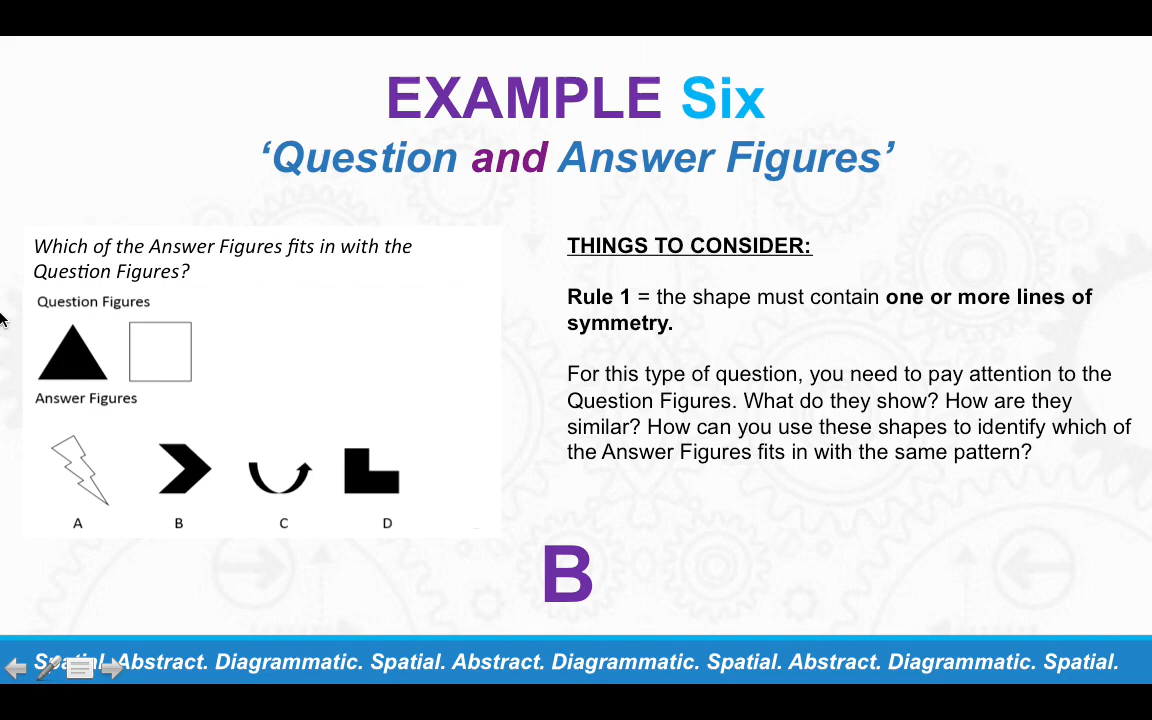 EXAMPLE Six
‘Question and Answer Figures’
Which of the Answer Figures fits in with the
Question Figures?
Question Figures
Answer Figures
A B C D
THINGS TO CONSIDER:
Rule 1 = the shape must contain one or more lines of
symmetry.
For this type of question, you need to pay attention to the
Question Figures. What do they show? How are they
similar? How can you use these shapes to identify which of
the Answer Figures fits in with the same pattern?
B
Spatial. Abstract. Diagrammatic. Spatial. Abstract. Diagrammatic. Spatial. Abstract. Diagrammatic. Spatial.